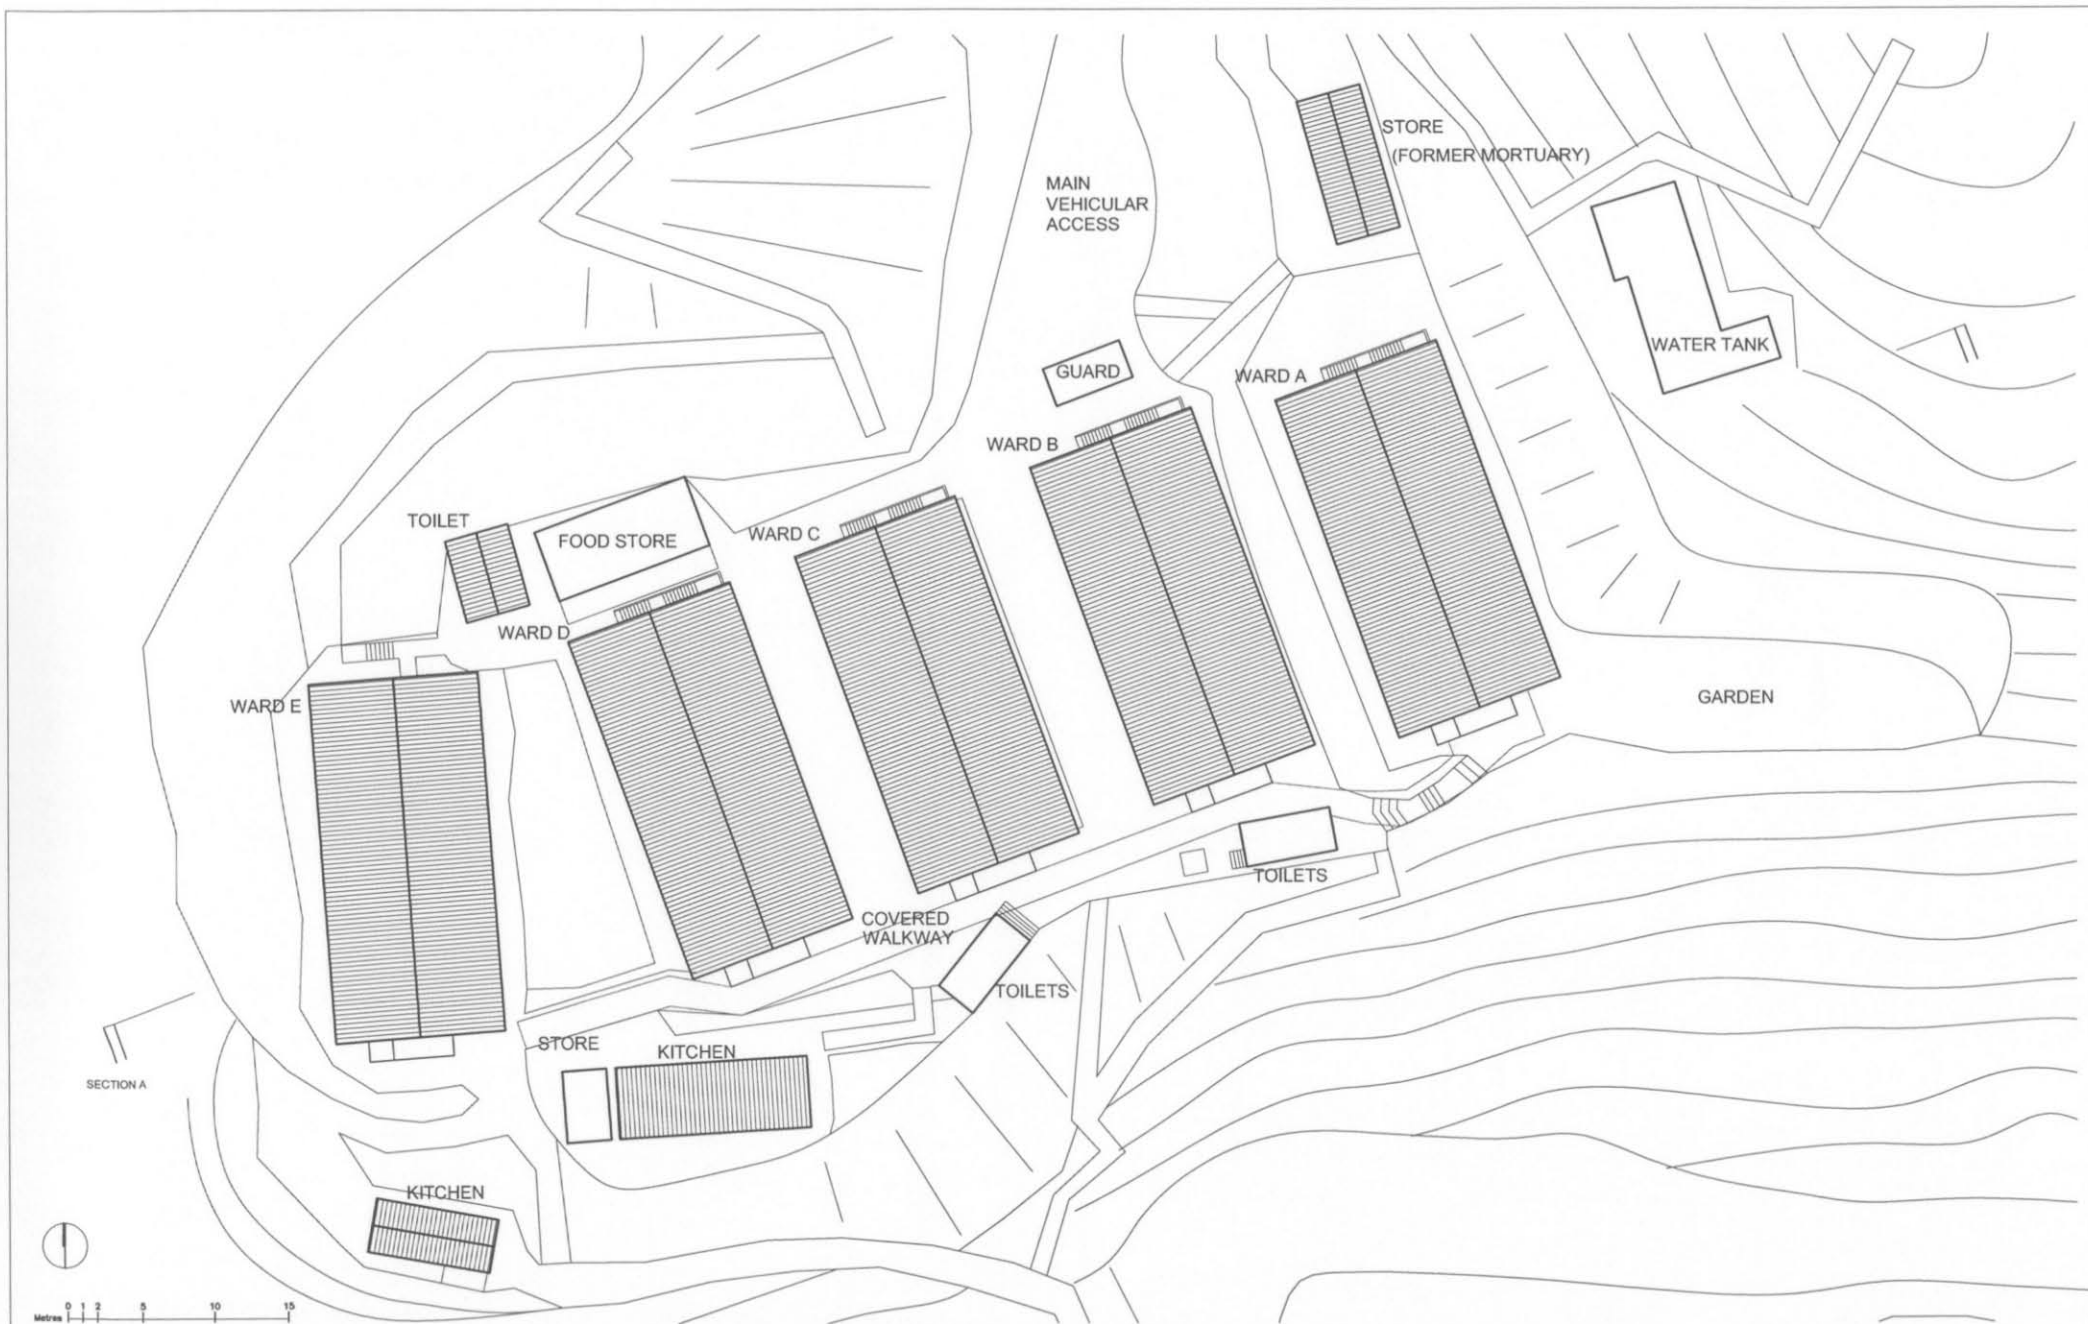 STORE
(FORMER MORTUARY)
MAIN
VEHICULAR
ACCESS
WATER TANK
GUARD
WARD A
WARD B
TOILET
FOOD STORE
WARD C
WARD D
WARD E
GARDEN
TOILETS
COVERED
WALKWAY
TOILETS
STORE
KITCHEN
SECTION A
KITCHEN
Metres 0 1 2 5 10 15